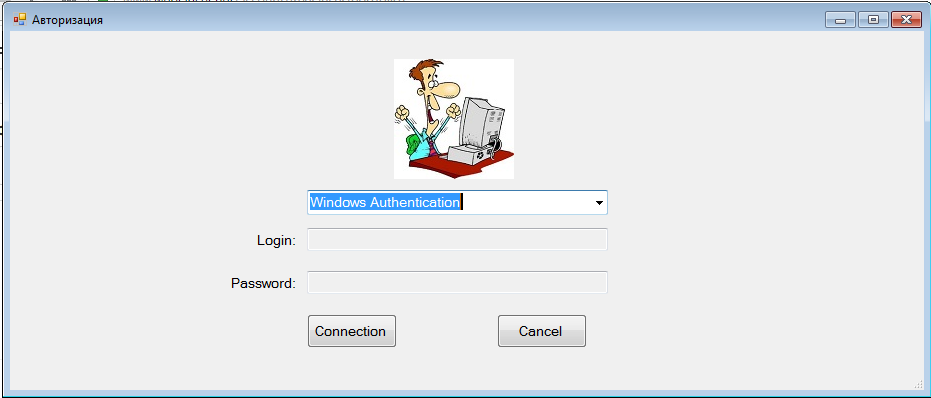 Авторизация
Windows Authentication
Login:
Password:
Connection
Cancel